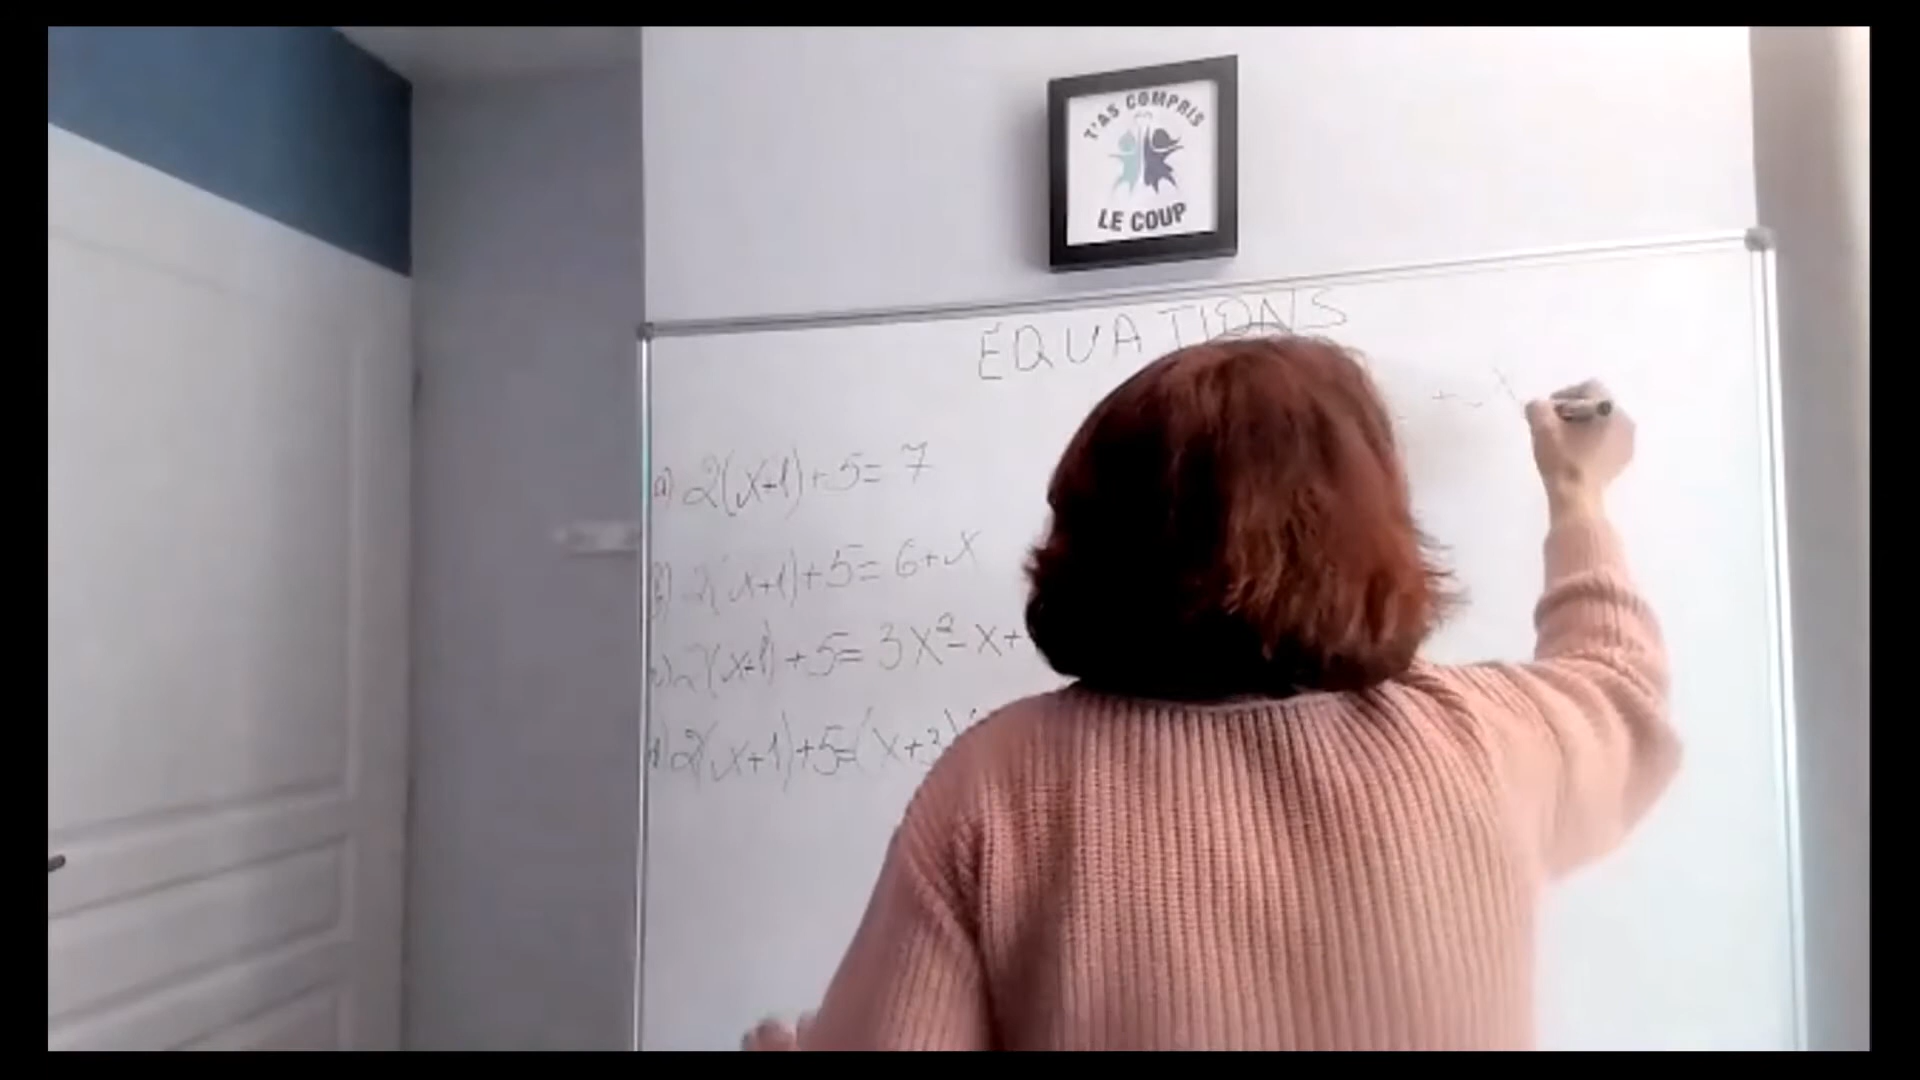 T'AS COMPRIS
LE COUP
ÉQUATIONS
a) 2(x+1)+5= 7
b) 2(x+1)+5= 6+x
c) 2(x+1)+5= 3x²-x+
d) 2(x+1)+5=(x+3)(